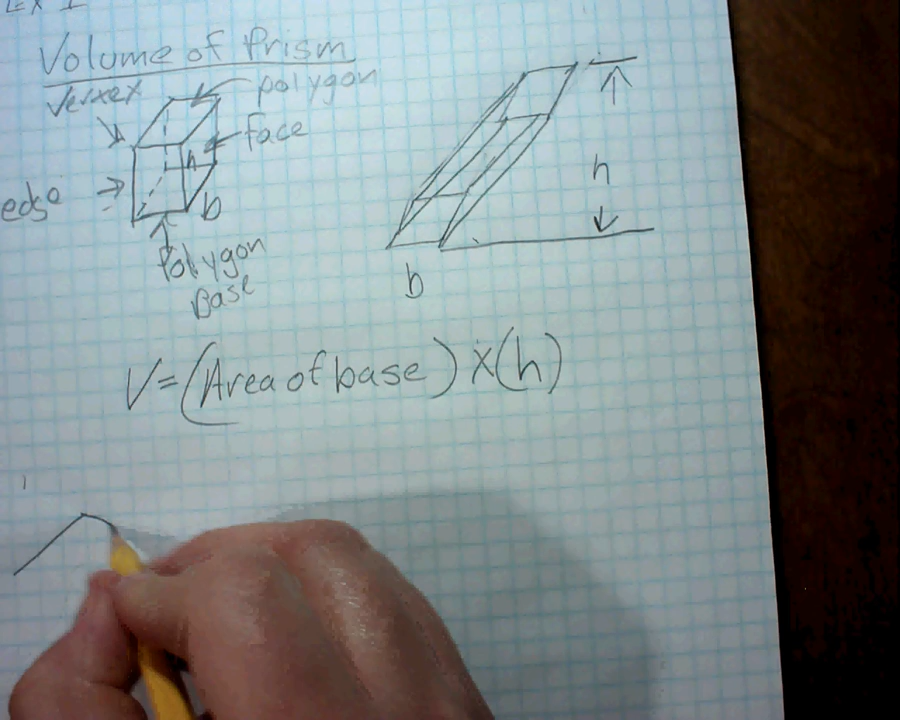 Volume of Prism
Vertex
polygon
face
h
edge
b
Polygon
Base
h
b
V=(Area of base) x (h)